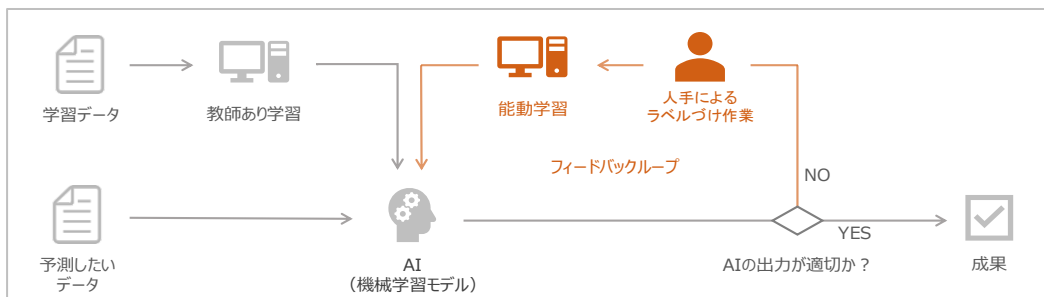 学習データ
教師あり学習
能動学習
人手による
ラベルづけ作業
フィードバックループ
NO
YES
予測したい
データ
AI
（機械学習モデル）
AIの出力が適切か？
成果